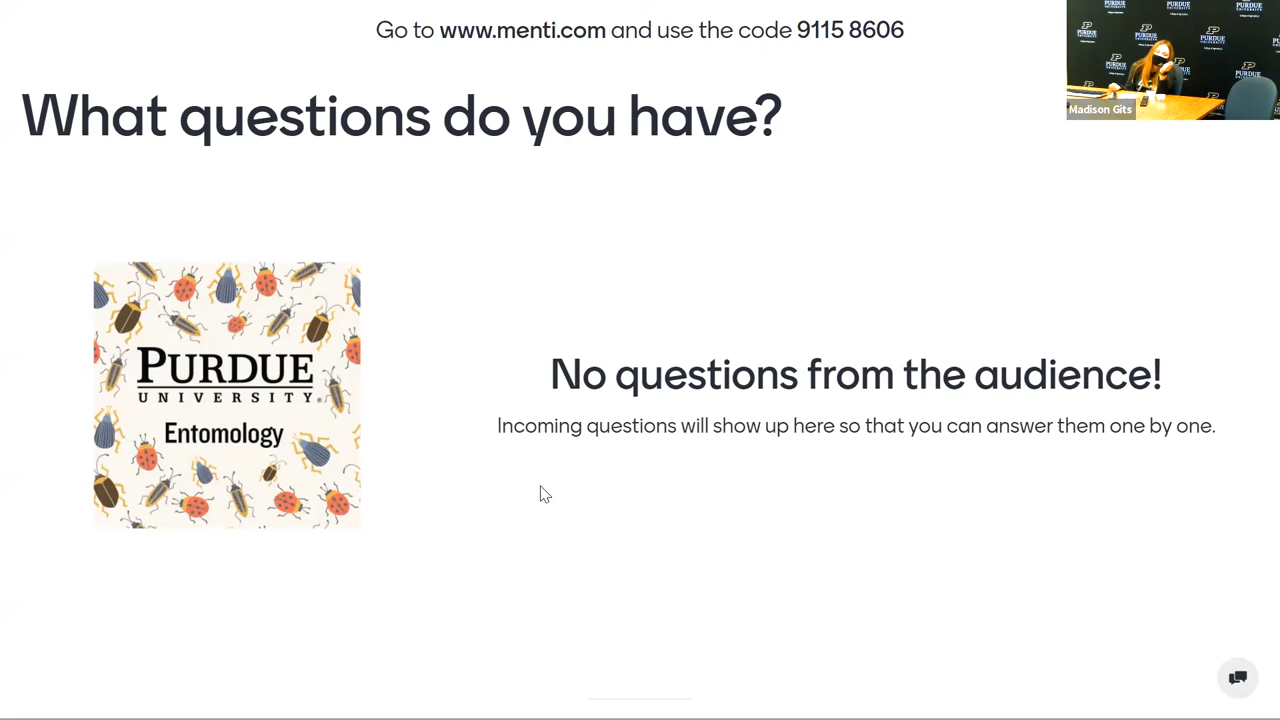 Go to www.menti.com and use the code 9115 8606
What questions do you have?
Madison Gits
PURDUE
UNIVERSITY®
Entomology
No questions from the audience!
Incoming questions will show up here so that you can answer them one by one.
PURDUE
UNIVERSITY